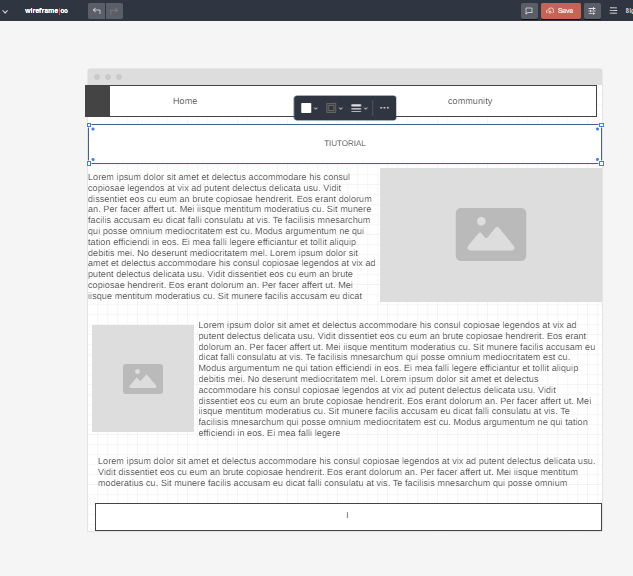 wireframe|cc
Save
Home
community
TIUTORIAL
Lorem ipsum dolor sit amet et delectus accommodare his consul
copiosae legendos at vix ad putent delectus delicata usu. Vidit
dissentiet eos cu eum an brute copiosae hendrerit. Eos erant dolorum
an. Per facer affert ut. Mei iisque mentitum moderatius cu. Sit munere
facilis accusam eu dicat falli consulatu at vis. Te facilisis mnesarchum
qui posse omnium mediocritatem est cu. Modus argumentum ne qui
tation efficiendi in eos. Ei mea falli legere efficiantur et tollit aliquip
debitis mei. No deserunt mediocritatem mel. Lorem ipsum dolor sit
amet et delectus accommodare his consul copiosae legendos at vix ad
putent delectus delicata usu. Vidit dissentiet eos cu eum an brute
copiosae hendrerit. Eos erant dolorum an. Per facer affert ut. Mei
iisque mentitum moderatius cu. Sit munere facilis accusam eu dicat
Lorem ipsum dolor sit amet et delectus accommodare his consul copiosae legendos at vix ad
putent delectus delicata usu. Vidit dissentiet eos cu eum an brute copiosae hendrerit. Eos erant
dolorum an. Per facer affert ut. Mei iisque mentitum moderatius cu. Sit munere facilis accusam eu
dicat falli consulatu at vis. Te facilisis mnesarchum qui posse omnium mediocritatem est cu.
Modus argumentum ne qui tation efficiendi in eos. Ei mea falli legere efficiantur et tollit aliquip
debitis mei. No deserunt mediocritatem mel. Lorem ipsum dolor sit amet et delectus
accommodare his consul copiosae legendos at vix ad putent delectus delicata usu. Vidit
dissentiet eos cu eum an brute copiosae hendrerit. Eos erant dolorum an. Per facer affert ut. Mei
iisque mentitum moderatius cu. Sit munere facilis accusam eu dicat falli consulatu at vis. Te
facilisis mnesarchum qui posse omnium mediocritatem est cu. Modus argumentum ne qui tation
efficiendi in eos. Ei mea falli legere
Lorem ipsum dolor sit amet et delectus accommodare his consul copiosae legendos at vix ad putent delectus delicata usu.
Vidit dissentiet eos cu eum an brute copiosae hendrerit. Eos erant dolorum an. Per facer affert ut. Mei iisque mentitum
moderatius cu. Sit munere facilis accusam eu dicat falli consulatu at vis. Te facilisis mnesarchum qui posse omnium